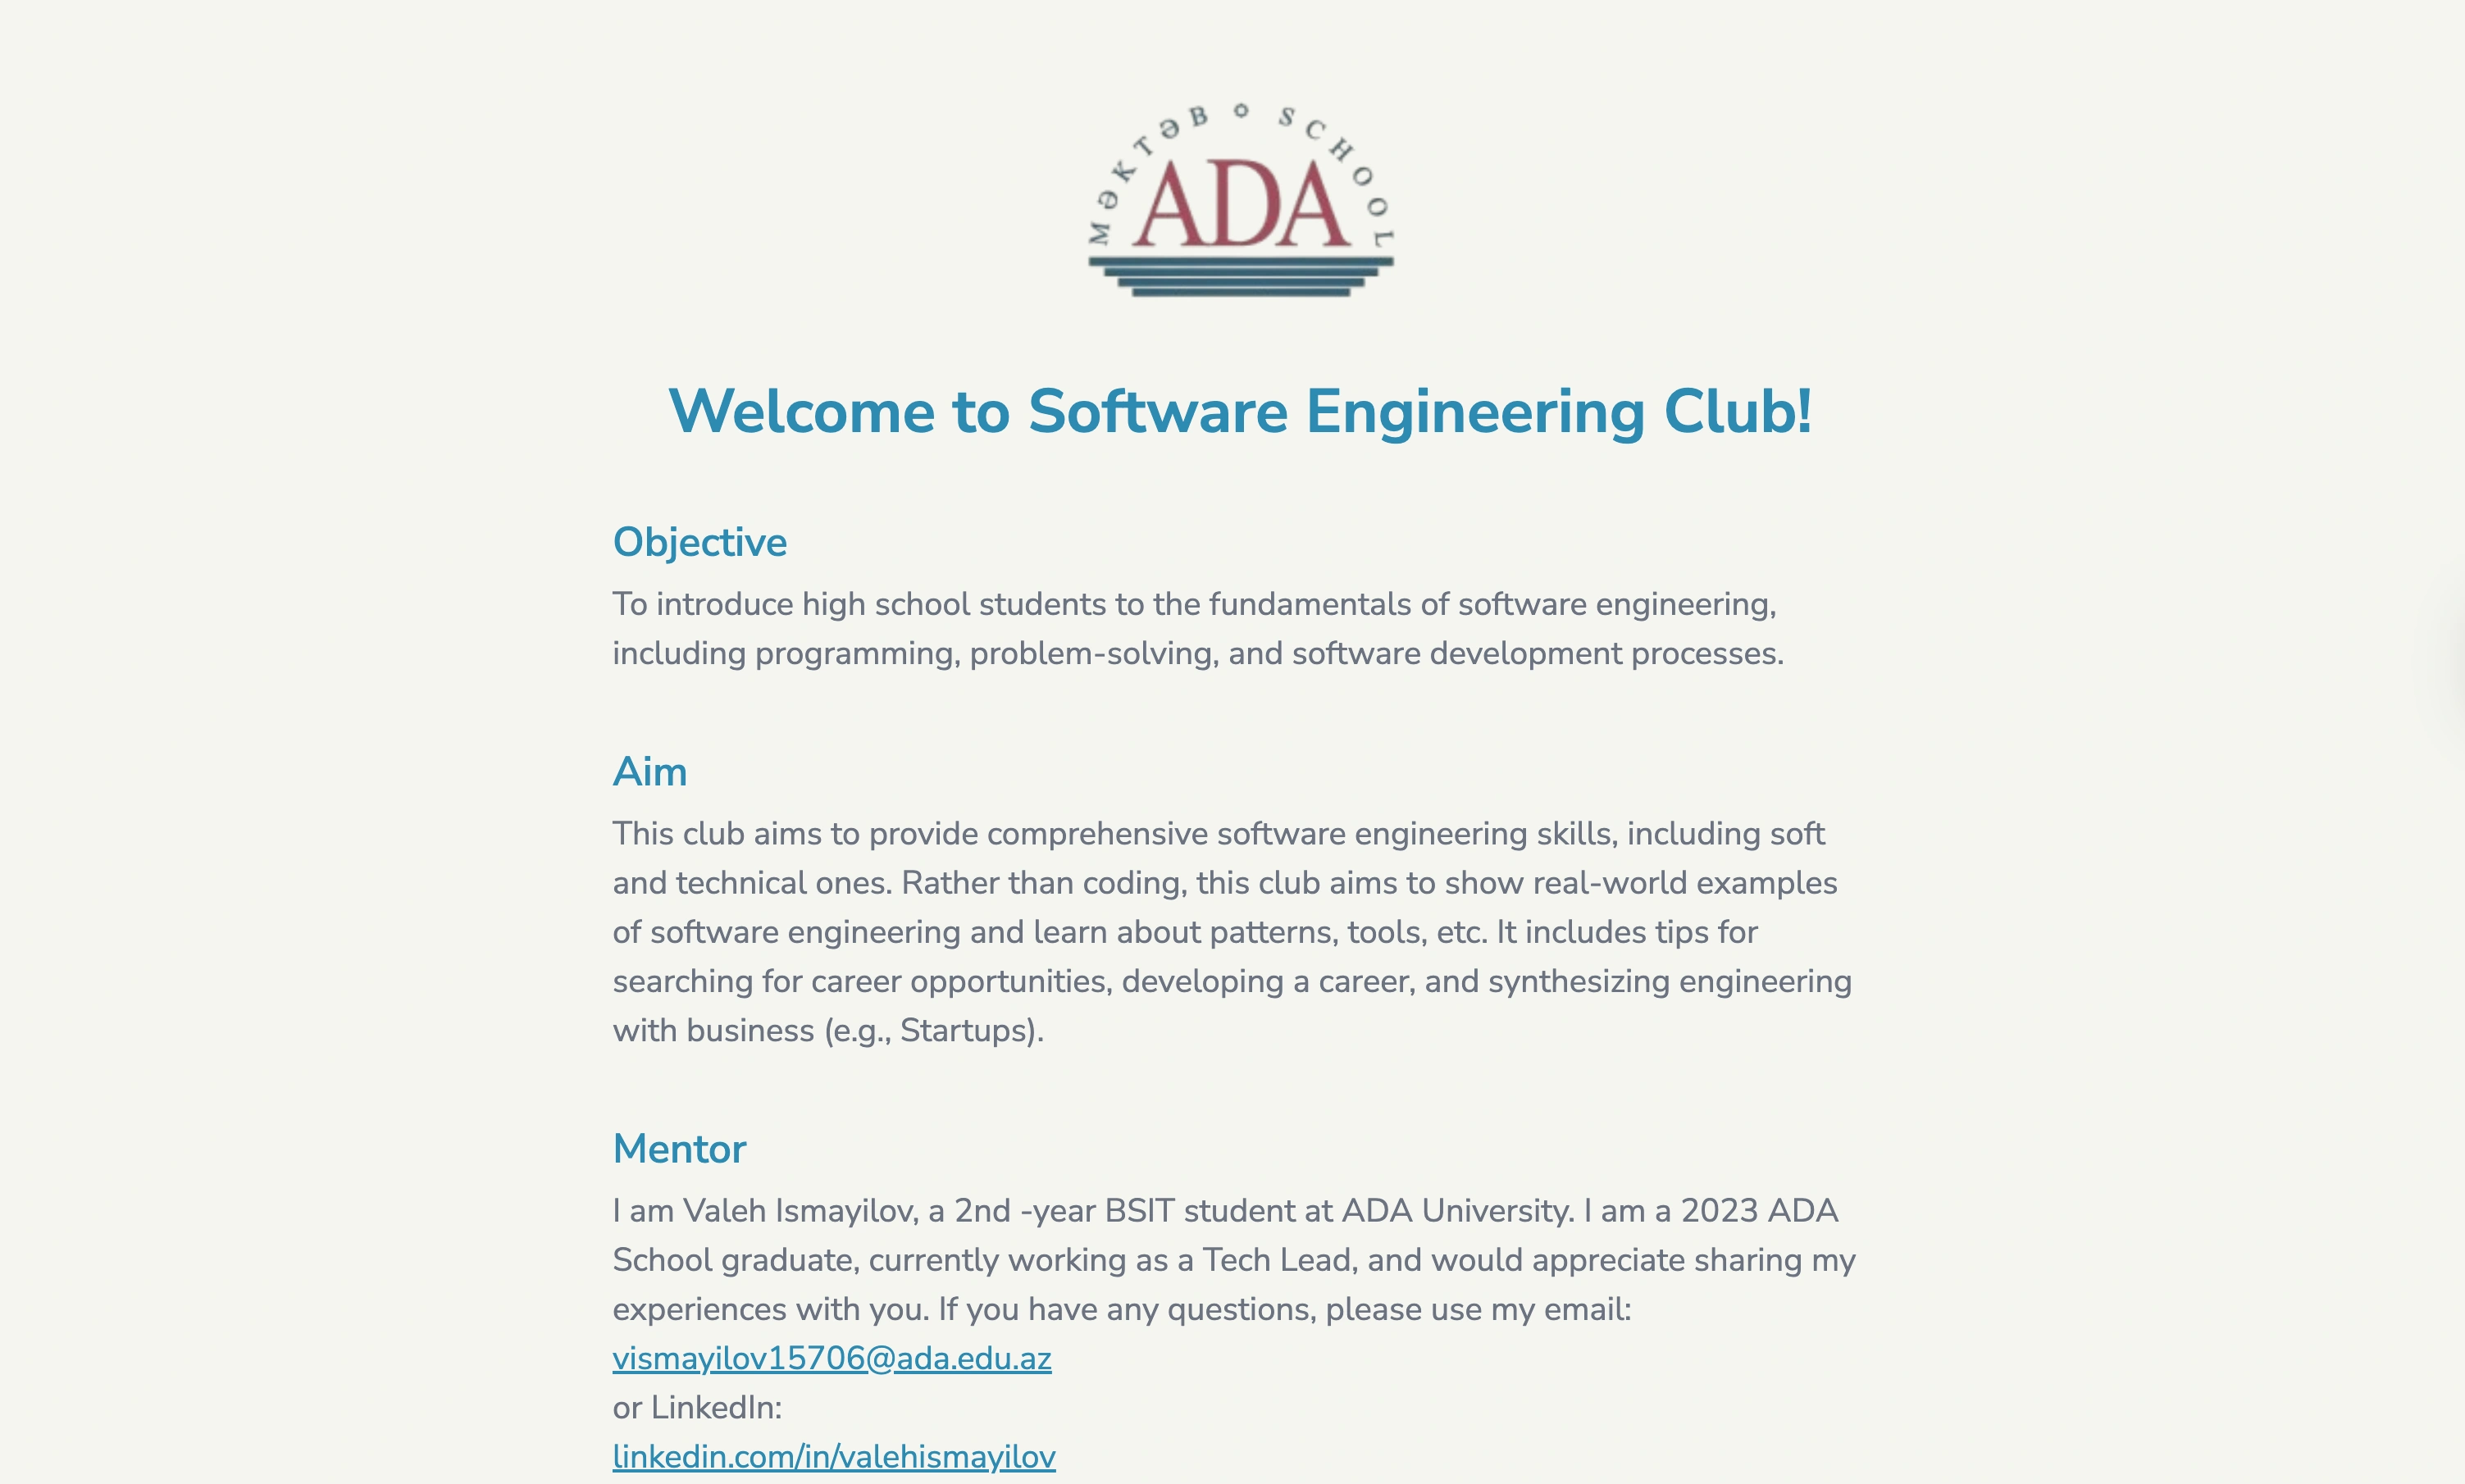 MƏKTƏB SCHOOL
ADA
Welcome to Software Engineering Club!
Objective
To introduce high school students to the fundamentals of software engineering,
including programming, problem-solving, and software development processes.
Aim
This club aims to provide comprehensive software engineering skills, including soft
and technical ones. Rather than coding, this club aims to show real-world examples
of software engineering and learn about patterns, tools, etc. It includes tips for
searching for career opportunities, developing a career, and synthesizing engineering
with business (e.g., Startups).
Mentor
I am Valeh Ismayilov, a 2nd -year BSIT student at ADA University. I am a 2023 ADA
School graduate, currently working as a Tech Lead, and would appreciate sharing my
experiences with you. If you have any questions, please use my email:
vismayilov15706@ada.edu.az
or LinkedIn:
linkedin.com/in/valehismayilov